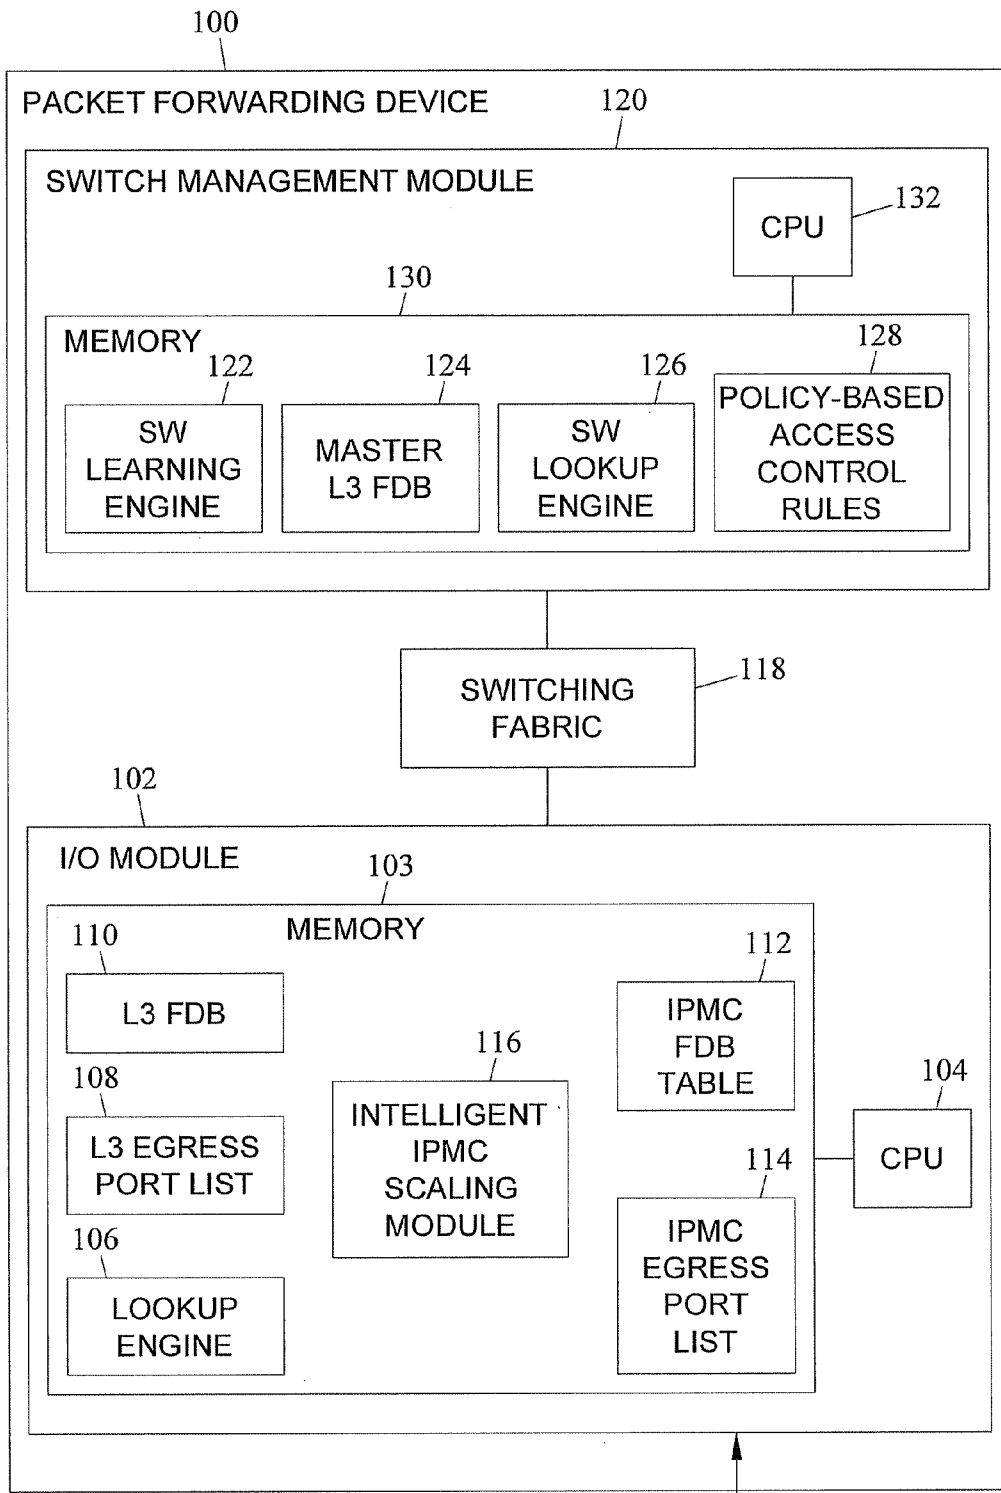 100
PACKET FORWARDING DEVICE
120
SWITCH MANAGEMENT MODULE
CPU
132
130
MEMORY
122
124
126
128
SW
LEARNING
ENGINE
MASTER
L3 FDB
SW
LOOKUP
ENGINE
POLICY-BASED
ACCESS
CONTROL
RULES
SWITCHING
FABRIC
118
102
I/O MODULE
103
MEMORY
110
L3 FDB
112
IPMC
FDB
TABLE
108
L3 EGRESS
PORT LIST
116
INTELLIGENT
IPMC
SCALING
MODULE
104
CPU
114
IPMC
EGRESS
PORT
LIST
106
LOOKUP
ENGINE